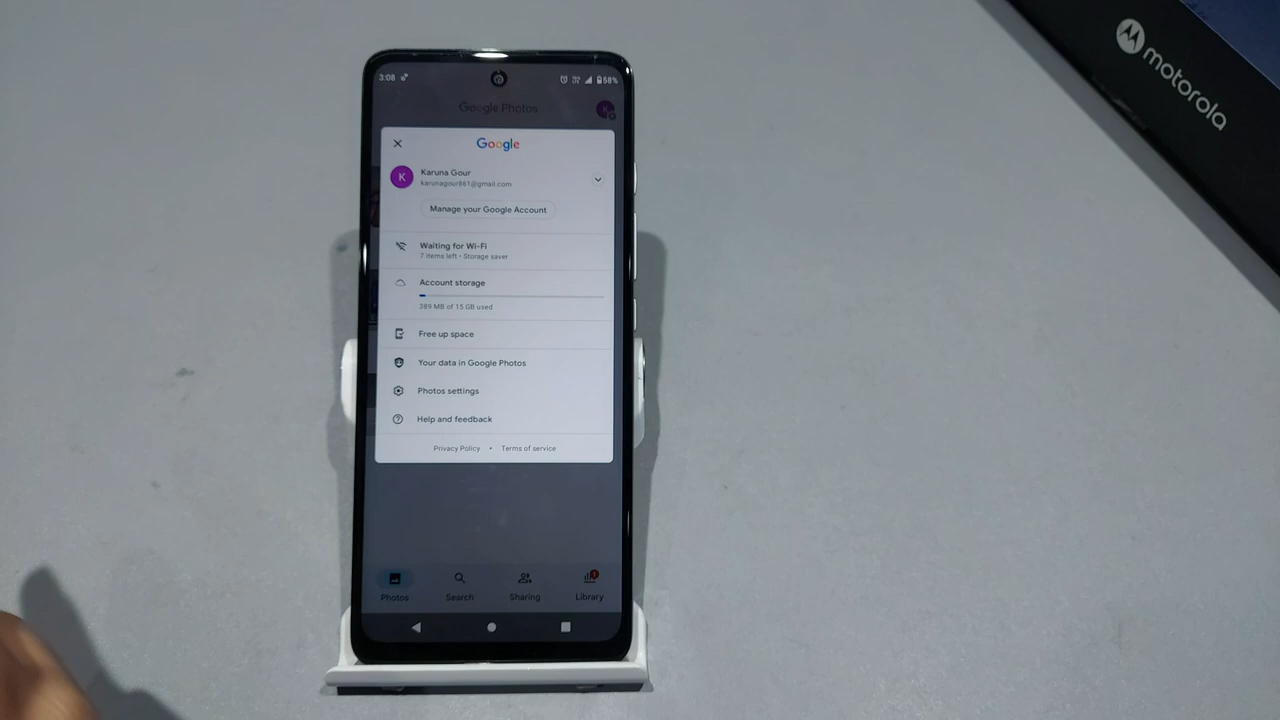 3:08
58%
Google Photos
K
Google
K
Karuna Gour
karunagour861@gmail.com
Manage your Google Account
Waiting for Wi-Fi
7 items left • Storage saver
Account storage
389 MB of 15 GB used
Free up space
Your data in Google Photos
Photos settings
Help and feedback
Privacy Policy • Terms of service
Photos
Search
Sharing
Library
motorola